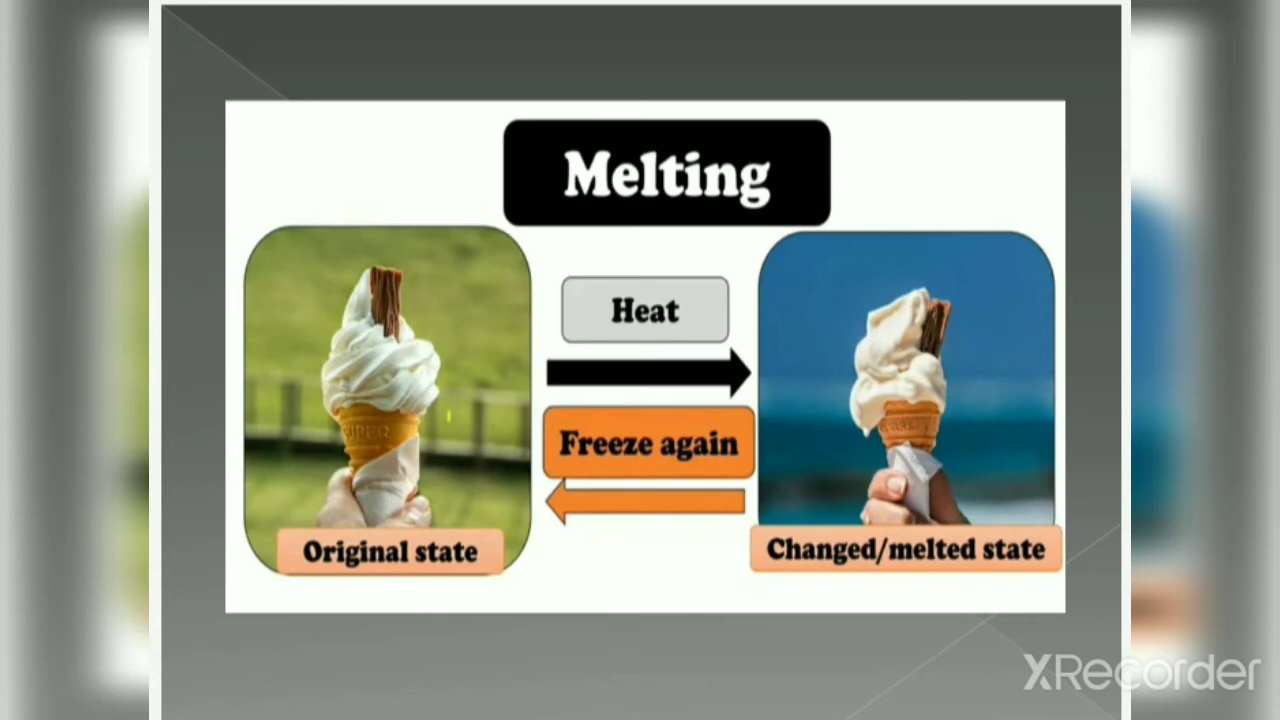 Melting
Heat
Freeze again
Original state
Changed/melted state
XRecorder